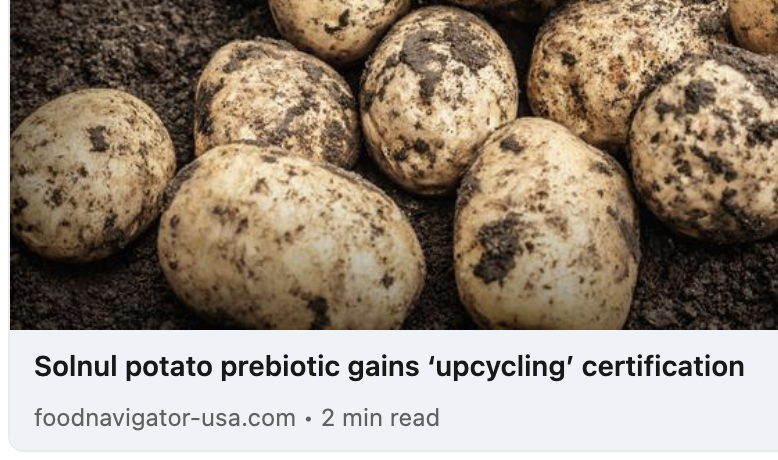 Solnul potato prebiotic gains ‘upcycling’ certification
foodnavigator-usa.com • 2 min read